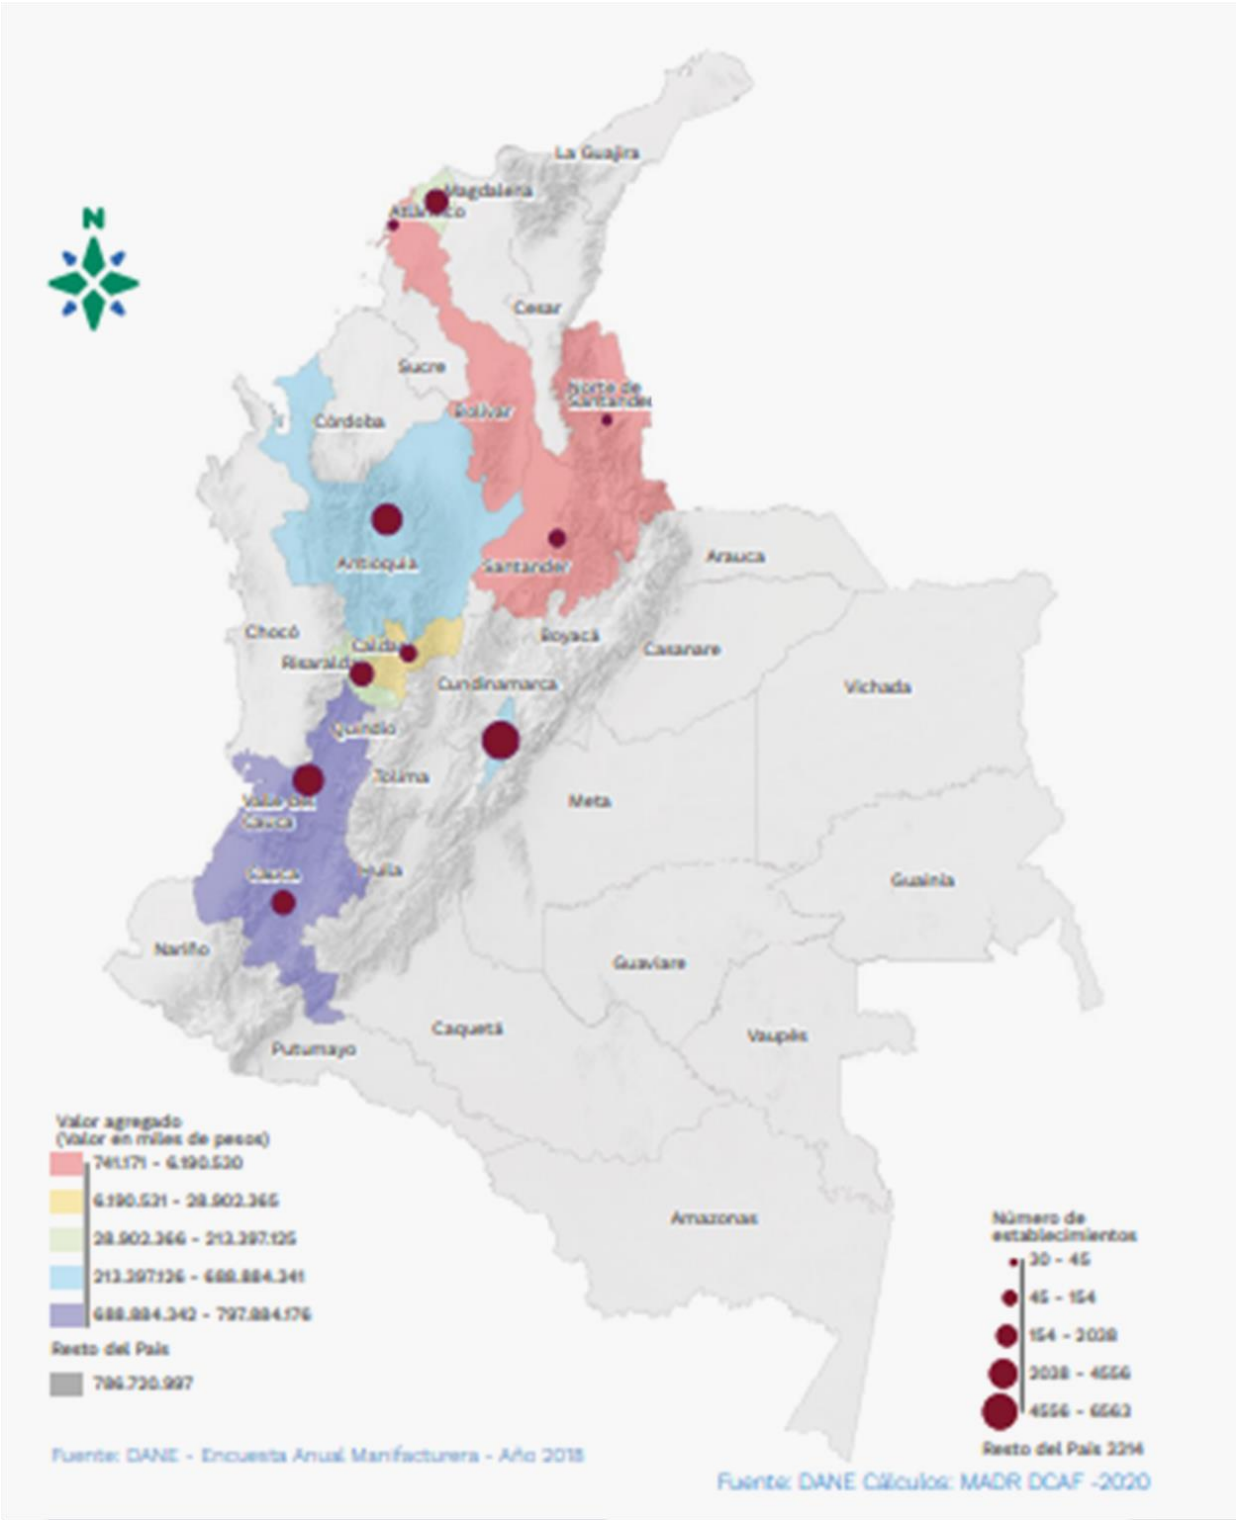 La Guajira
N
Magdalena
Atlántico
Cesar
Sucre
Norte de
Santander
Bolívar
Córdoba
Arauca
Antioquia
Santander
Chocó
Boyacá
Caldas
Casanare
Risaralda
Cundinamarca
Vichada
Quindío
Tolima
Meta
Valle del
Cauca
Huila
Cauca
Guainía
Nariño
Guaviare
Caquetá
Vaupés
Putumayo
Amazonas
Valor agregado
(Valor en miles de pesos)
741.171 - 6.190.530
6.190.531 - 28.902.365
28.902.366 - 213.397.125
213.397.126 - 688.884.341
688.884.342 - 797.884.176
Resto del País
786.720.997
Fuente: DANE - Encuesta Anual Manifacturera - Año 2018
Número de
establecimientos
30 - 45
45 - 154
154 - 2038
2038 - 4556
4556 - 6563
Resto del País 2214
Fuente: DANE Cálculos: MADR DCAF -2020